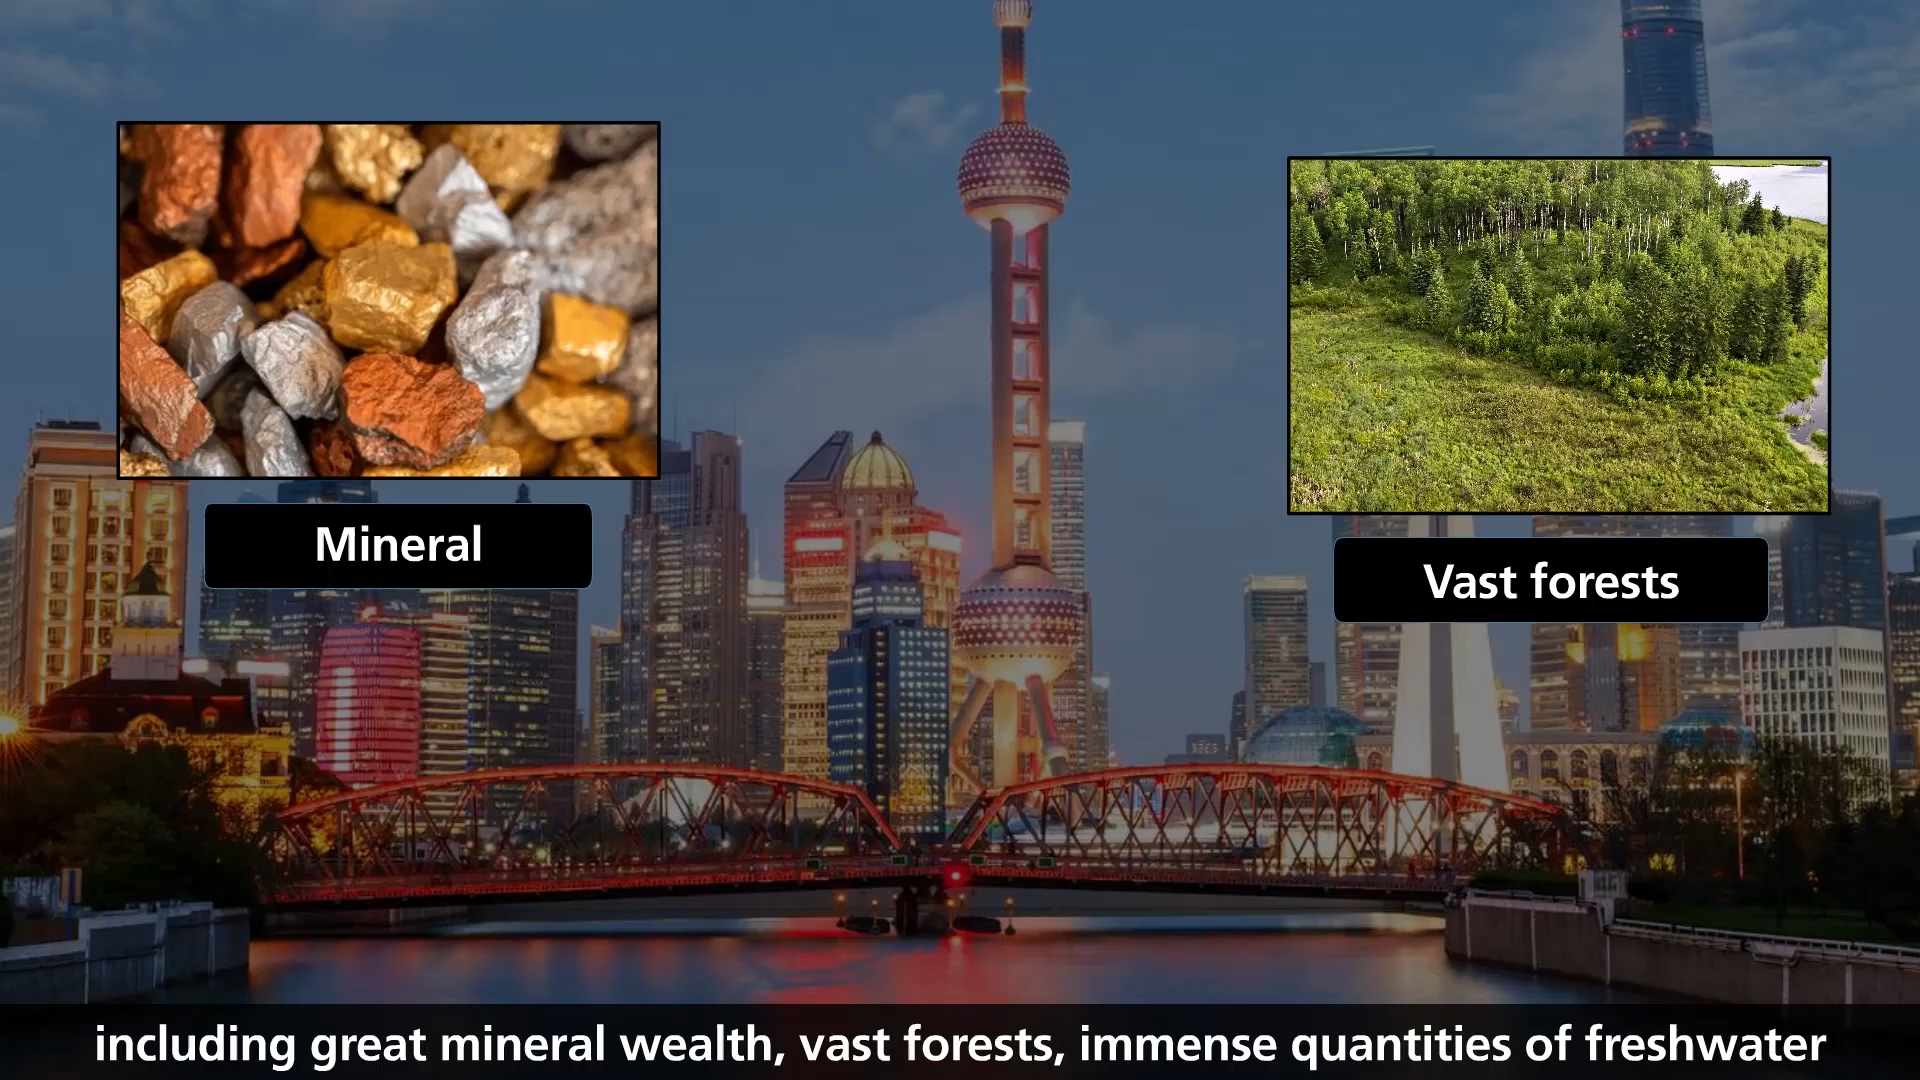 Mineral
Vast forests
including great mineral wealth, vast forests, immense quantities of freshwater